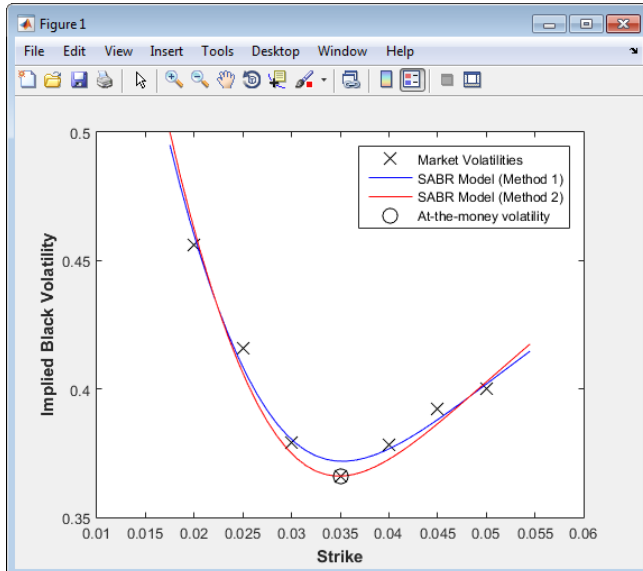 Figure 1
File Edit View Insert Tools Desktop Window Help
0.5
0.45
0.4
0.35
Implied Black Volatility
Market Volatilities
SABR Model (Method 1)
SABR Model (Method 2)
At-the-money volatility
0.01 0.015 0.02 0.025 0.03 0.035 0.04 0.045 0.05 0.055 0.06
Strike